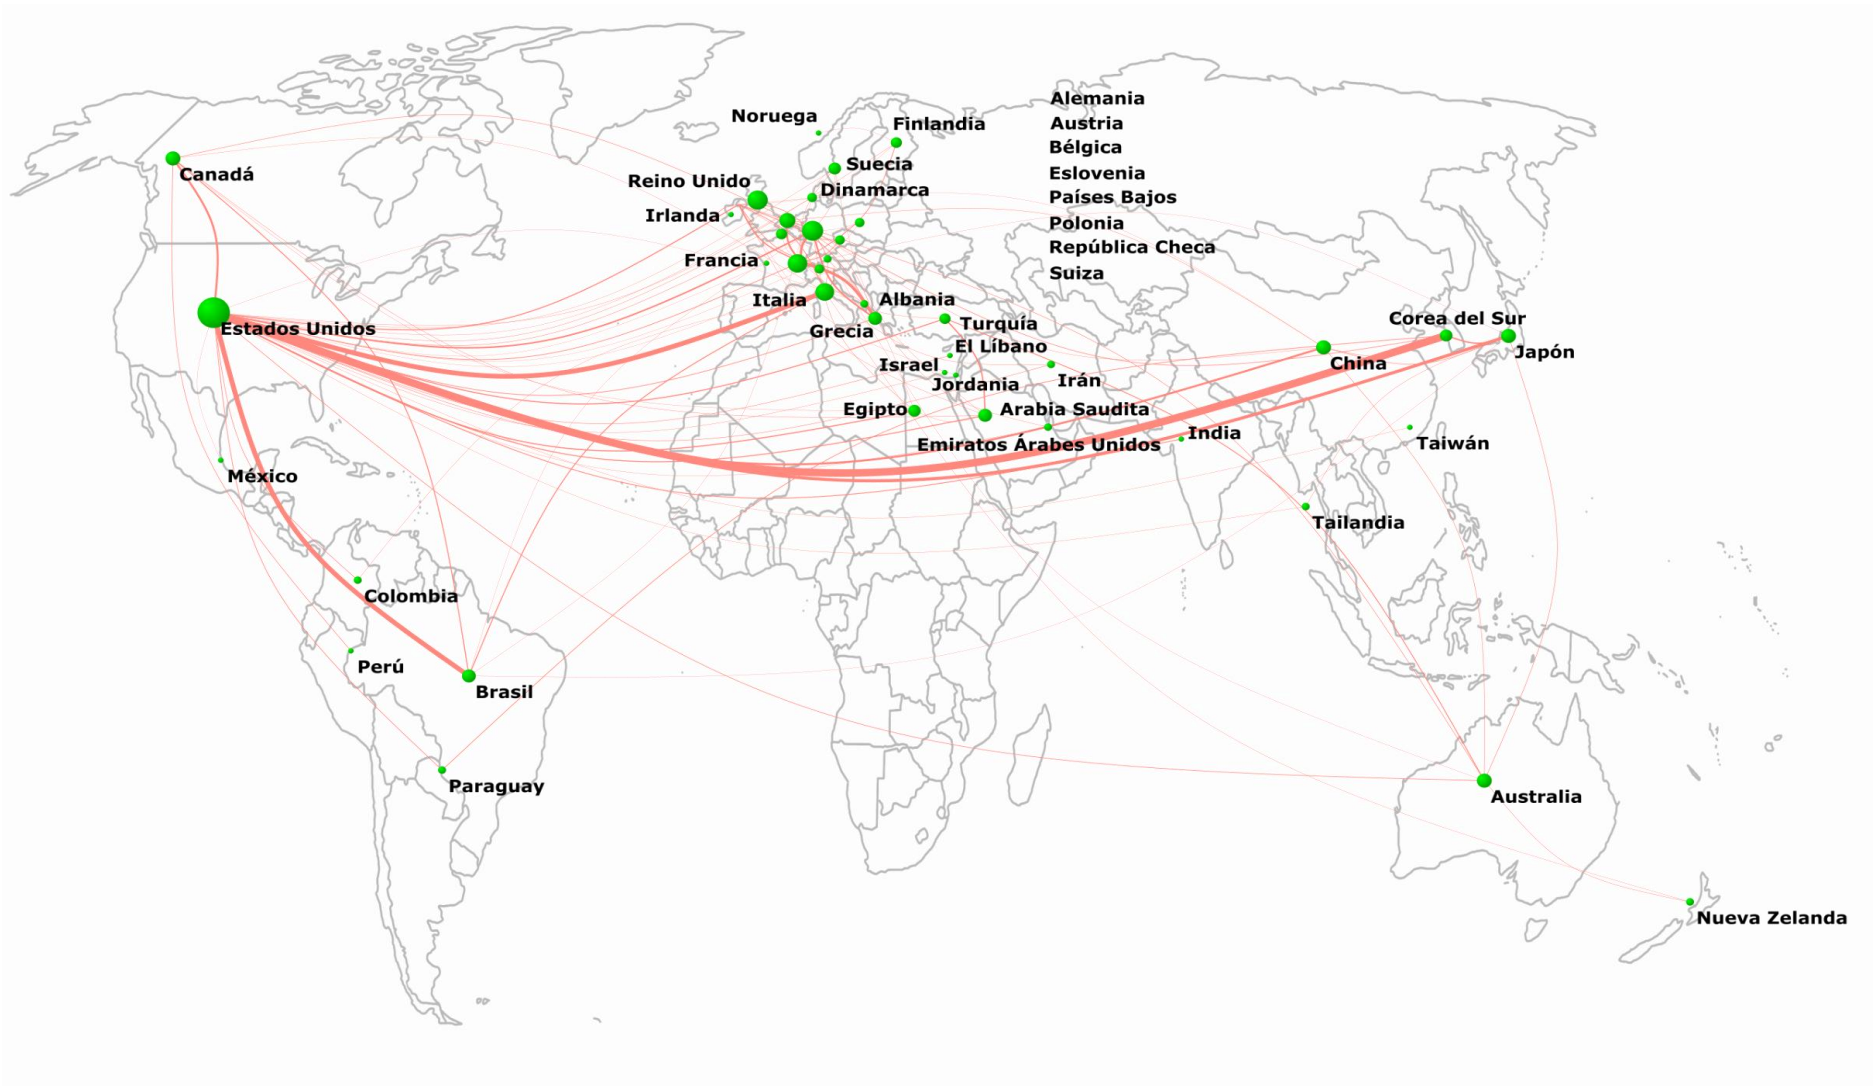 Alemania
Noruega
Finlandia
Austria
Bélgica
Suecia
Canadá
Eslovenia
Reino Unido
Dinamarca
Países Bajos
Irlanda
Polonia
República Checa
Francia
Suiza
Italia
Albania
Corea del Sur
Estados Unidos
Grecia
Turquía
El Líbano
Japón
Israel
China
Jordania
Irán
Egipto
Arabia Saudita
India
Emiratos Árabes Unidos
Taiwán
México
Tailandia
Colombia
Perú
Brasil
Paraguay
Australia
Nueva Zelanda